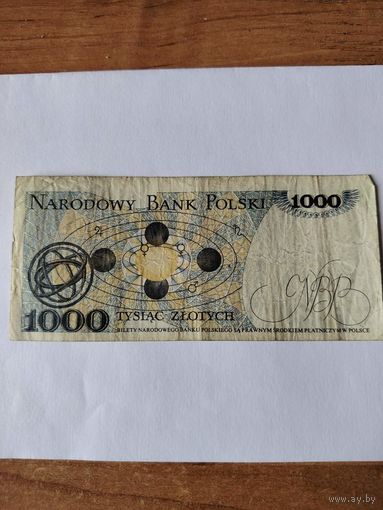 NARODOWY BANK POLSKI 1000
NBP
1000 TYSIĄC ZŁOTYCH
BILETY NARODOWEGO BANKU POLSKIEGO SĄ PRAWNYM ŚRODKIEM PŁATNICZYM W POLSCE
ay.by